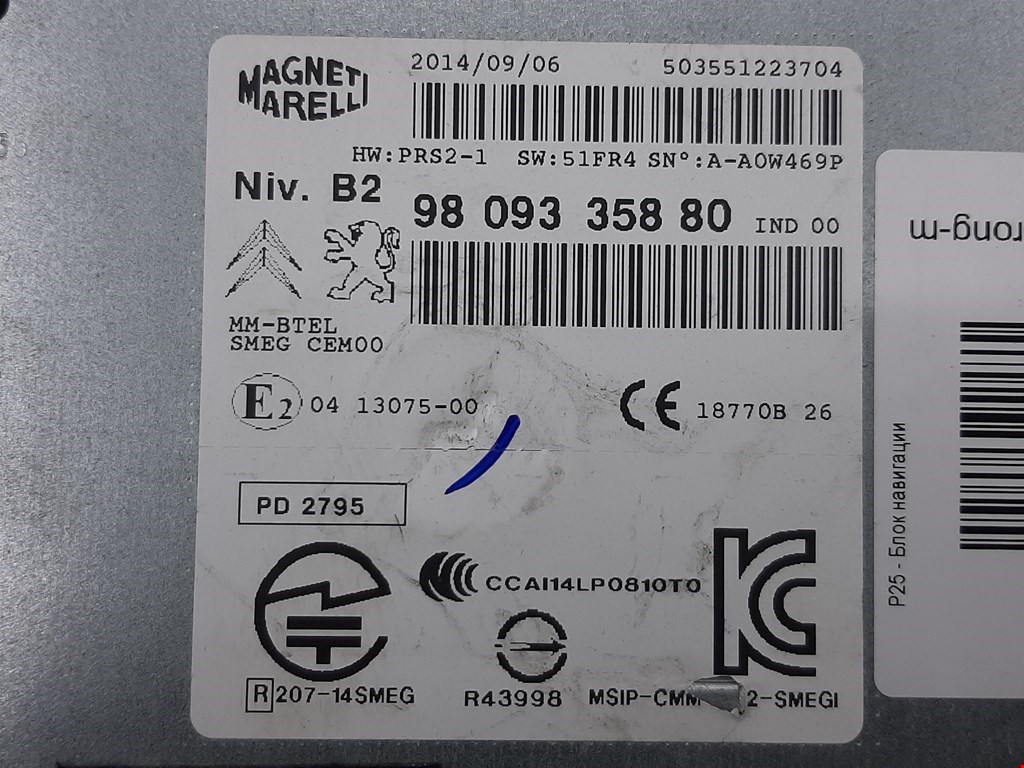 MAGNETI
MARELLI
2014/09/06
503551223704
HW:PRS2-1 SW:51FR4 SN°:A-A0W469P
Niv. B2
98 093 358 80 IND 00
MM-BTEL
SMEG CEM00
E2 04 13075-00
CE 18770B 26
PD 2795
CCAI14LP0810T0
R 207-14SMEG
R43998
MSIP-CMM 2-SMEGI
rong-m
P25 - Блок навигации